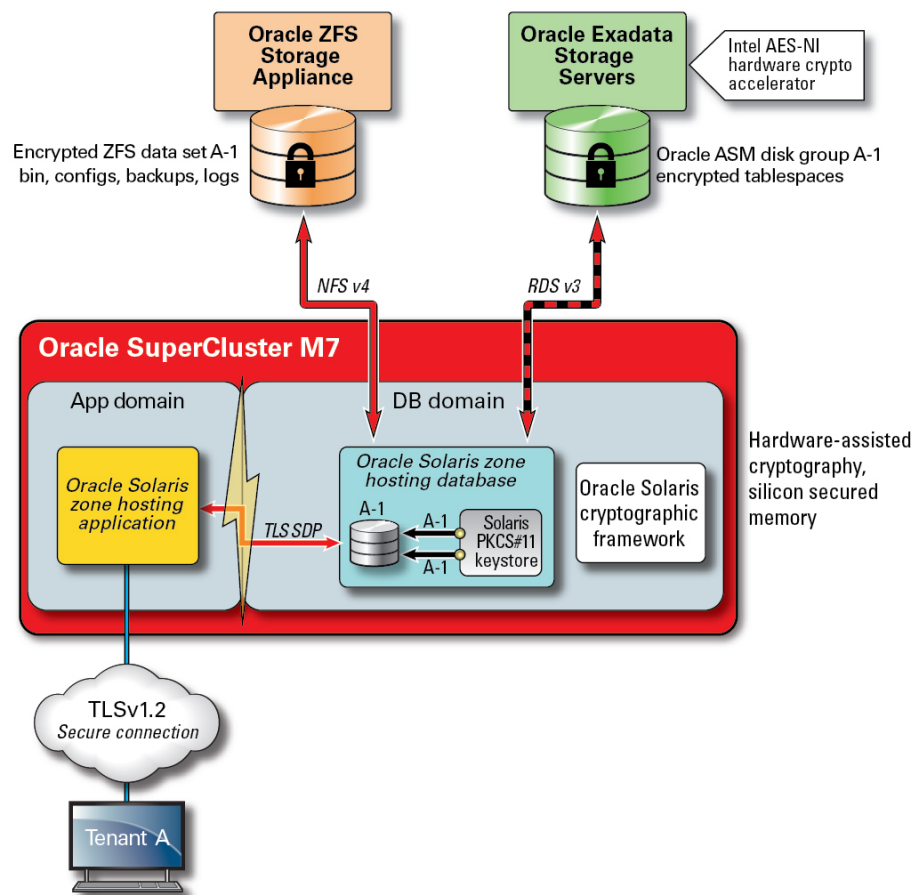 Oracle ZFS
Storage
Appliance
Oracle Exadata
Storage
Servers
Intel AES-NI
hardware crypto
accelerator
Encrypted ZFS data set A-1
bin, configs, backups, logs
Oracle ASM disk group A-1
encrypted tablespaces
NFS v4
RDS v3
Oracle SuperCluster M7
App domain
DB domain
Oracle Solaris
zone hosting
application
TLS SDP
Oracle Solaris zone
hosting database
A-1
A-1
A-1
Solaris
PKCS#11
keystore
Oracle Solaris
cryptographic
framework
Hardware-assisted
cryptography,
silicon secured
memory
TLSv1.2
Secure connection
Tenant A